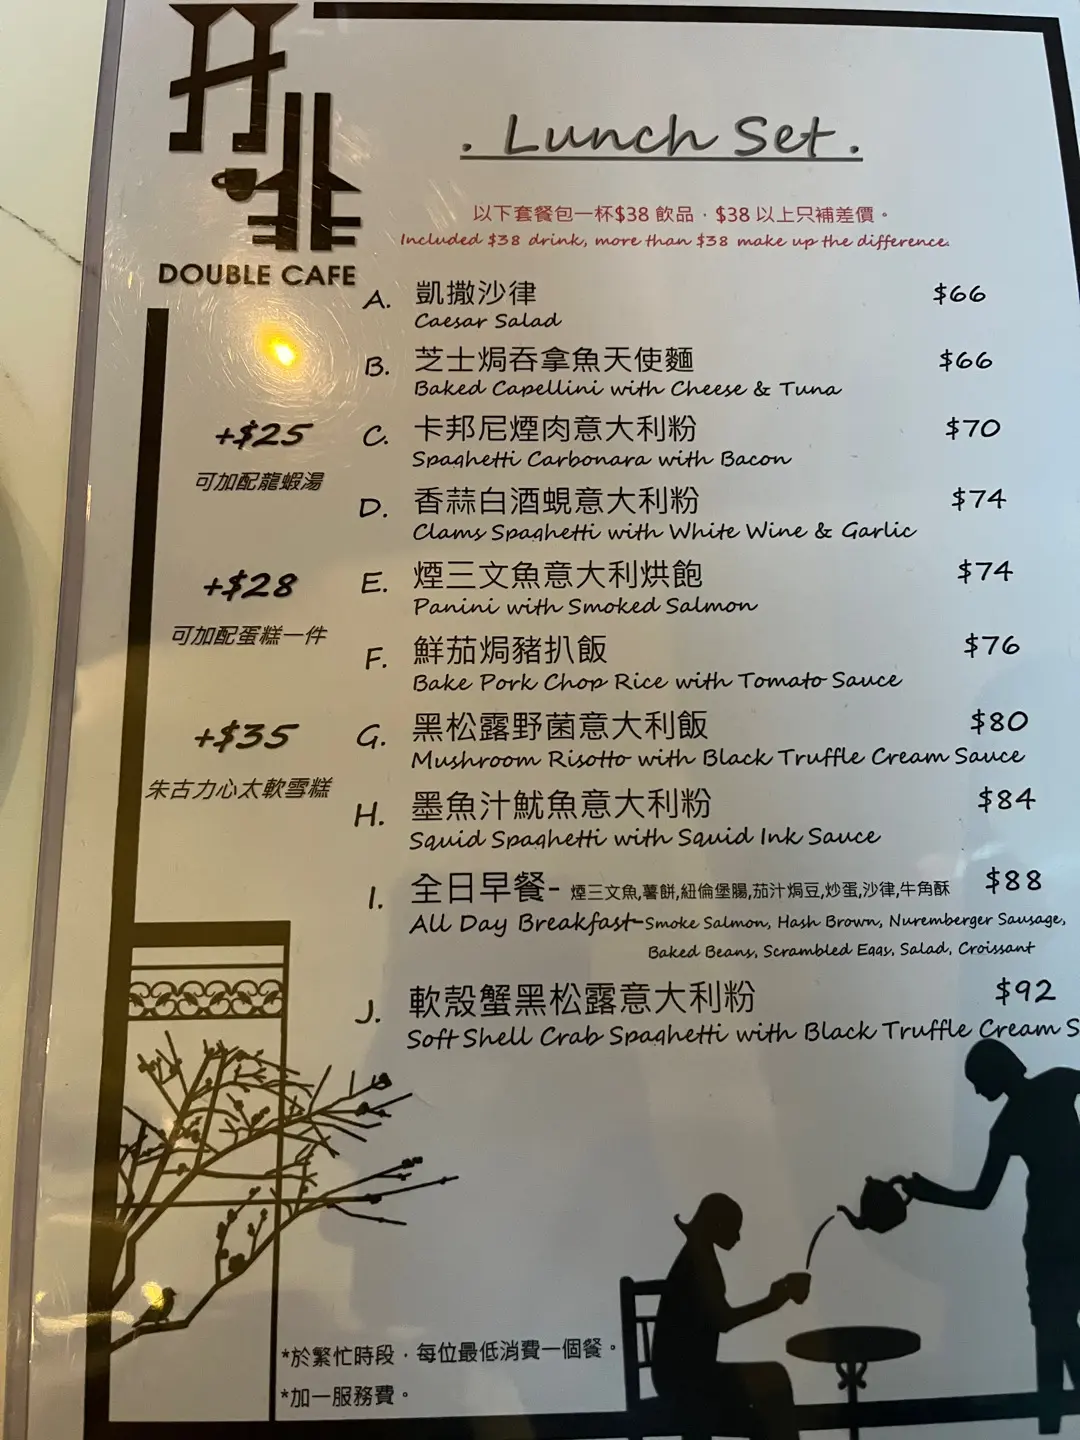 DOUBLE CAFE
. Lunch Set .
以下套餐包一杯$38 飲品，$38 以上只補差價。
Included $38 drink, more than $38 make up the difference.
A. 凱撒沙律 $66
Caesar Salad
B. 芝士焗吞拿魚天使麵 $66
Baked Capellini with Cheese & Tuna
C. 卡邦尼煙肉意大利粉 $70
Spaghetti Carbonara with Bacon
D. 香蒜白酒蜆意大利粉 $74
Clams Spaghetti with White Wine & Garlic
E. 煙三文魚意大利烘飽 $74
Panini with Smoked Salmon
F. 鮮茄焗豬扒飯 $76
Bake Pork Chop Rice with Tomato Sauce
G. 黑松露野菌意大利飯 $80
Mushroom Risotto with Black Truffle Cream Sauce
H. 墨魚汁魷魚意大利粉 $84
Squid Spaghetti with Squid Ink Sauce
I. 全日早餐- 煙三文魚,薯餅,紐倫堡腸,茄汁焗豆,炒蛋,沙律,牛角酥 $88
All Day Breakfast-Smoke Salmon, Hash Brown, Nuremberger Sausage,
Baked Beans, Scrambled Eggs, Salad, Croissant
J. 軟殼蟹黑松露意大利粉 $92
Soft Shell Crab Spaghetti with Black Truffle Cream S
+$25
可加配龍蝦湯
+$28
可加配蛋糕一件
+$35
朱古力心太軟雪糕
*於繁忙時段，每位最低消費一個餐。
*加一服務費。